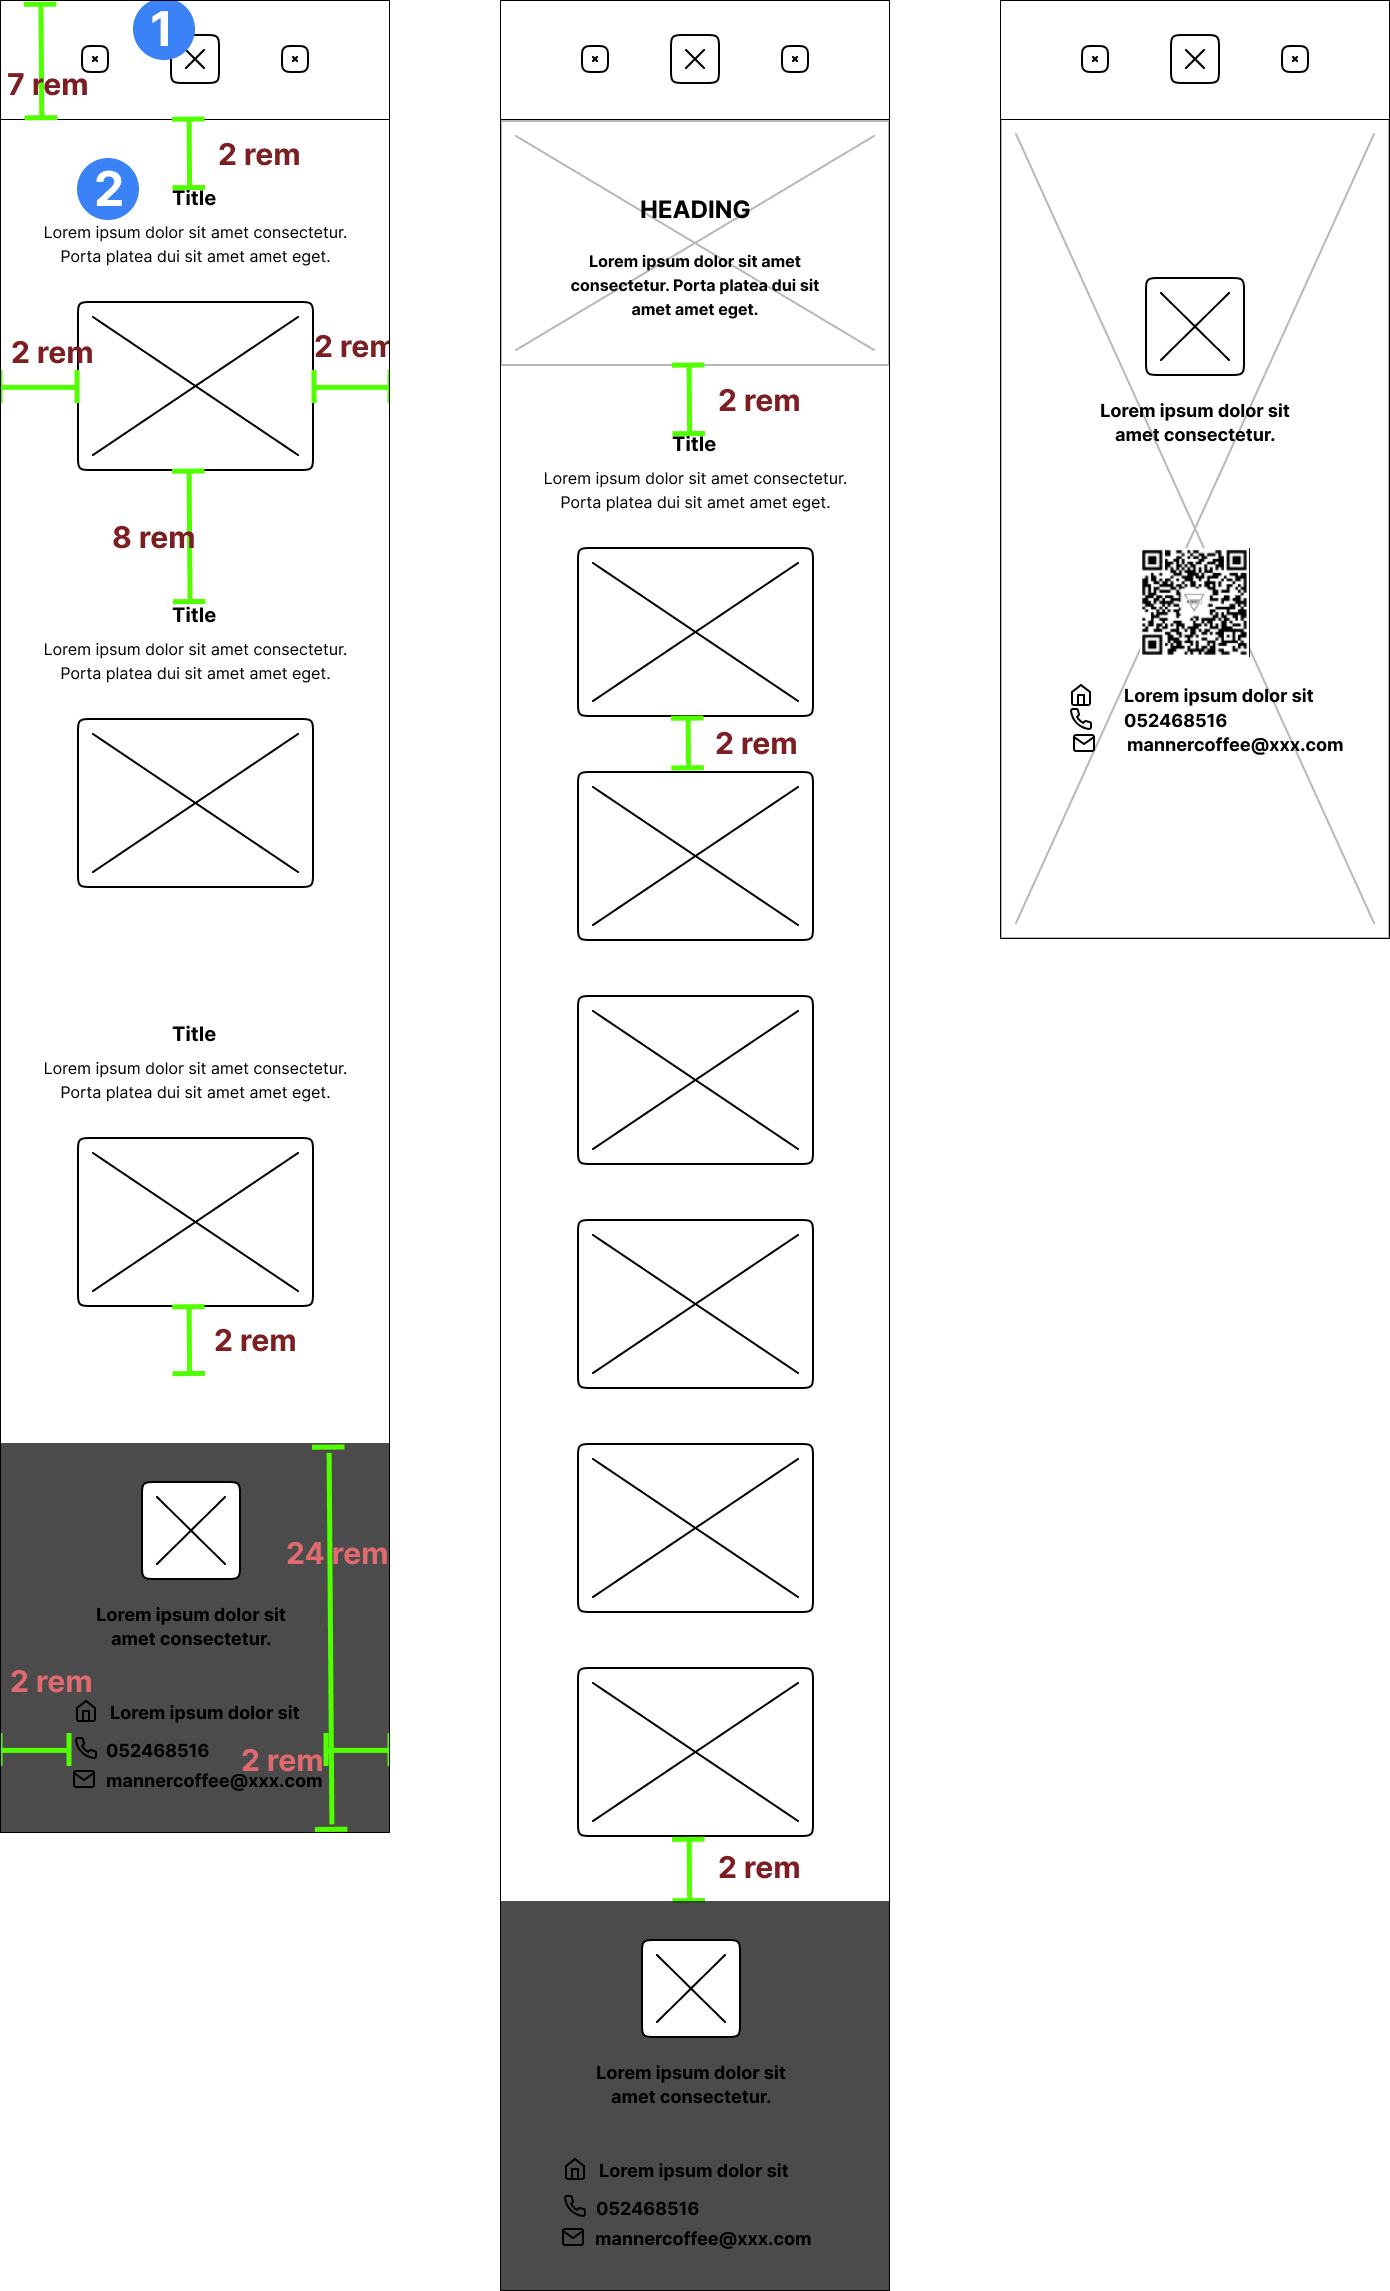 1
7 rem
2 rem
2
Title
Lorem ipsum dolor sit amet consectetur.
Porta platea dui sit amet amet eget.
2 rem
2 rem
8 rem
Title
Lorem ipsum dolor sit amet consectetur.
Porta platea dui sit amet amet eget.
Title
Lorem ipsum dolor sit amet consectetur.
Porta platea dui sit amet amet eget.
2 rem
24 rem
Lorem ipsum dolor sit
amet consectetur.
2 rem
Lorem ipsum dolor sit
052468516
2 rem
mannercoffee@xxx.com
HEADING
Lorem ipsum dolor sit amet
consectetur. Porta platea dui sit
amet amet eget.
2 rem
Title
Lorem ipsum dolor sit amet consectetur.
Porta platea dui sit amet amet eget.
2 rem
2 rem
Lorem ipsum dolor sit
amet consectetur.
Lorem ipsum dolor sit
052468516
mannercoffee@xxx.com
Lorem ipsum dolor sit
amet consectetur.
Lorem ipsum dolor sit
052468516
mannercoffee@xxx.com